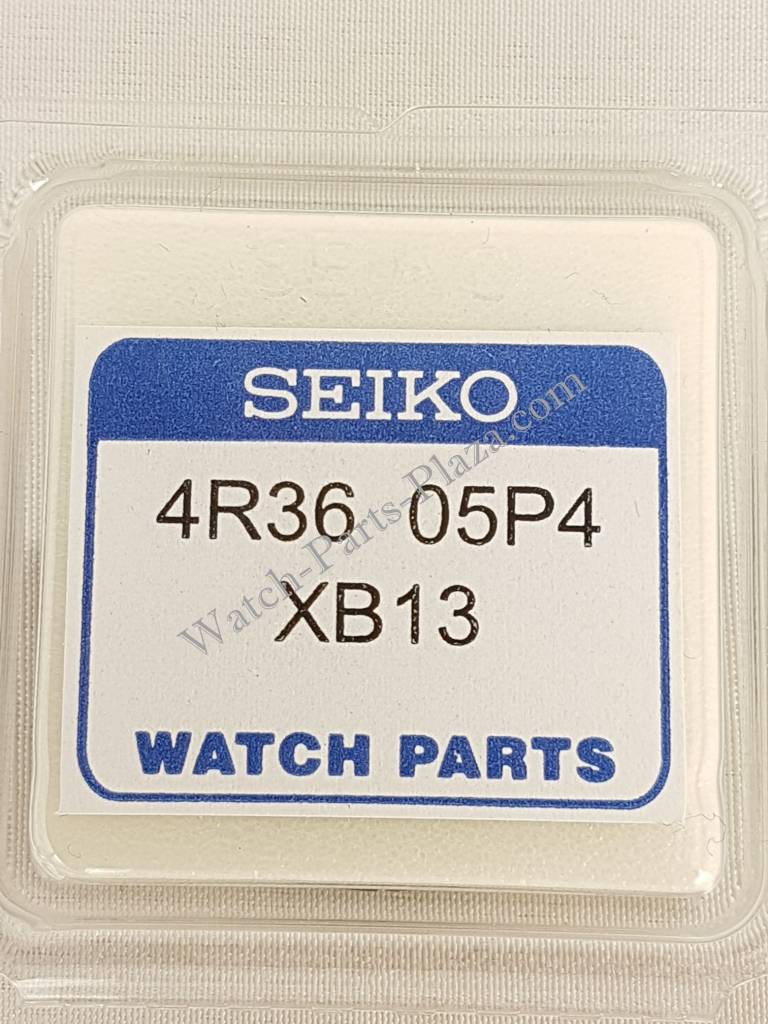 SEIKO
4R36 05P4
XB13
WATCH PARTS
Watch-Parts-Plaza.com